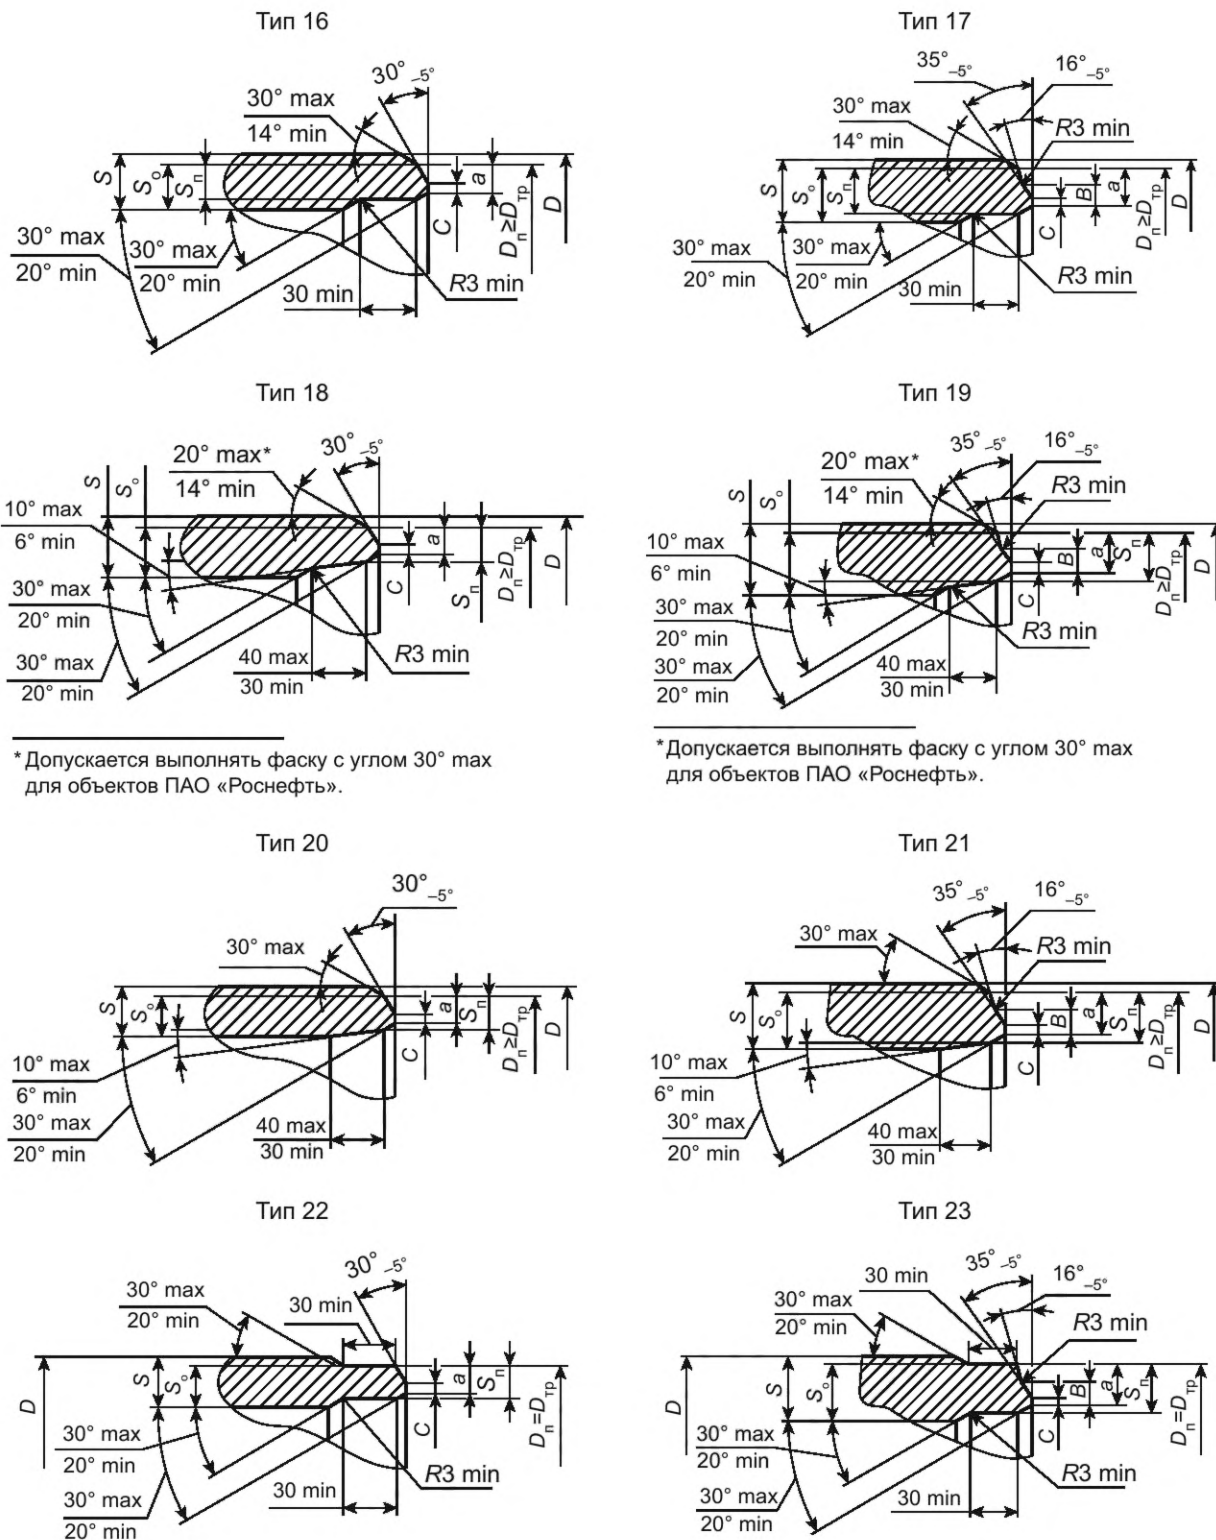 Тип 16
30° –5°
30° max
14° min
S
Sо
Sп
a
C
Dп≥Dтр
D
30° max
20° min
30° max
20° min
30 min
R3 min
Тип 17
35° –5°
16° –5°
30° max
14° min
R3 min
S
Sо
Sп
C
B
a
Dп≥Dтр
D
30° max
20° min
30° max
20° min
30 min
R3 min
Тип 18
20° max*
14° min
30° –5°
S
Sо
10° max
6° min
a
C
Sп
Dп≥Dтр
D
30° max
20° min
30° max
20° min
40 max
30 min
R3 min
Тип 19
20° max*
14° min
35° –5°
16° –5°
R3 min
S
Sо
10° max
6° min
C
B
a
Sп
Dп≥Dтр
D
30° max
20° min
30° max
20° min
40 max
30 min
R3 min
* Допускается выполнять фаску с углом 30° max
для объектов ПАО «Роснефть».
* Допускается выполнять фаску с углом 30° max
для объектов ПАО «Роснефть».
Тип 20
30° –5°
30° max
S
Sо
a
Sп
C
Dп≥Dтр
D
10° max
6° min
30° max
20° min
40 max
30 min
Тип 21
35° –5°
16° –5°
30° max
R3 min
S
Sо
C
B
a
Sп
Dп≥Dтр
D
10° max
6° min
30° max
20° min
40 max
30 min
Тип 22
30° –5°
30° max
20° min
30 min
D
S
Sо
a
Sп
C
Dп=Dтр
30° max
20° min
30° max
20° min
30 min
R3 min
Тип 23
35° –5°
16° –5°
30 min
30° max
20° min
R3 min
D
S
Sо
C
B
a
Sп
Dп=Dтр
30° max
20° min
30° max
20° min
30 min
R3 min